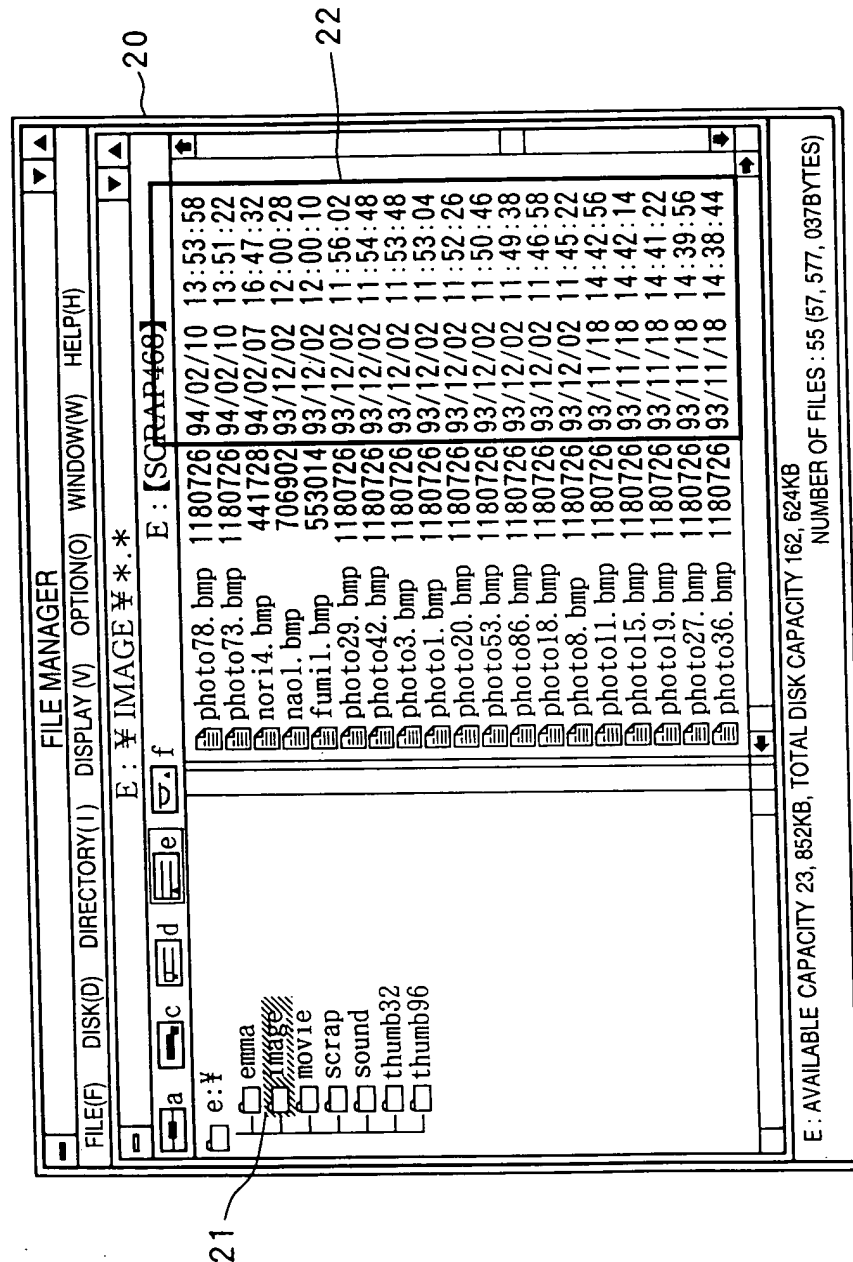 FILE MANAGER
FILE(F) DISK(D) DIRECTORY(I) DISPLAY(V) OPTION(O) WINDOW(W) HELP(H)
E:¥IMAGE¥*.*
a c d e f E:【SCRAP460】
e:¥
emma
image
movie
scrap
sound
thumb32
thumb96
photo78.bmp 1180726 94/02/10 13:53:58
photo73.bmp 1180726 94/02/10 13:51:22
nori4.bmp 441728 94/02/07 16:47:32
nao1.bmp 706902 93/12/02 12:00:28
fumi1.bmp 553014 93/12/02 12:00:10
photo29.bmp 1180726 93/12/02 11:56:02
photo42.bmp 1180726 93/12/02 11:54:48
photo3.bmp 1180726 93/12/02 11:53:48
photo1.bmp 1180726 93/12/02 11:53:04
photo20.bmp 1180726 93/12/02 11:52:26
photo53.bmp 1180726 93/12/02 11:50:46
photo86.bmp 1180726 93/12/02 11:49:38
photo18.bmp 1180726 93/12/02 11:46:58
photo8.bmp 1180726 93/12/02 11:45:22
photo11.bmp 1180726 93/11/18 14:42:56
photo15.bmp 1180726 93/11/18 14:42:14
photo19.bmp 1180726 93/11/18 14:41:22
photo27.bmp 1180726 93/11/18 14:39:56
photo36.bmp 1180726 93/11/18 14:38:44
E: AVAILABLE CAPACITY 23, 852KB, TOTAL DISK CAPACITY 162, 624KB
NUMBER OF FILES : 55 (57, 577, 037BYTES)
20
21
22